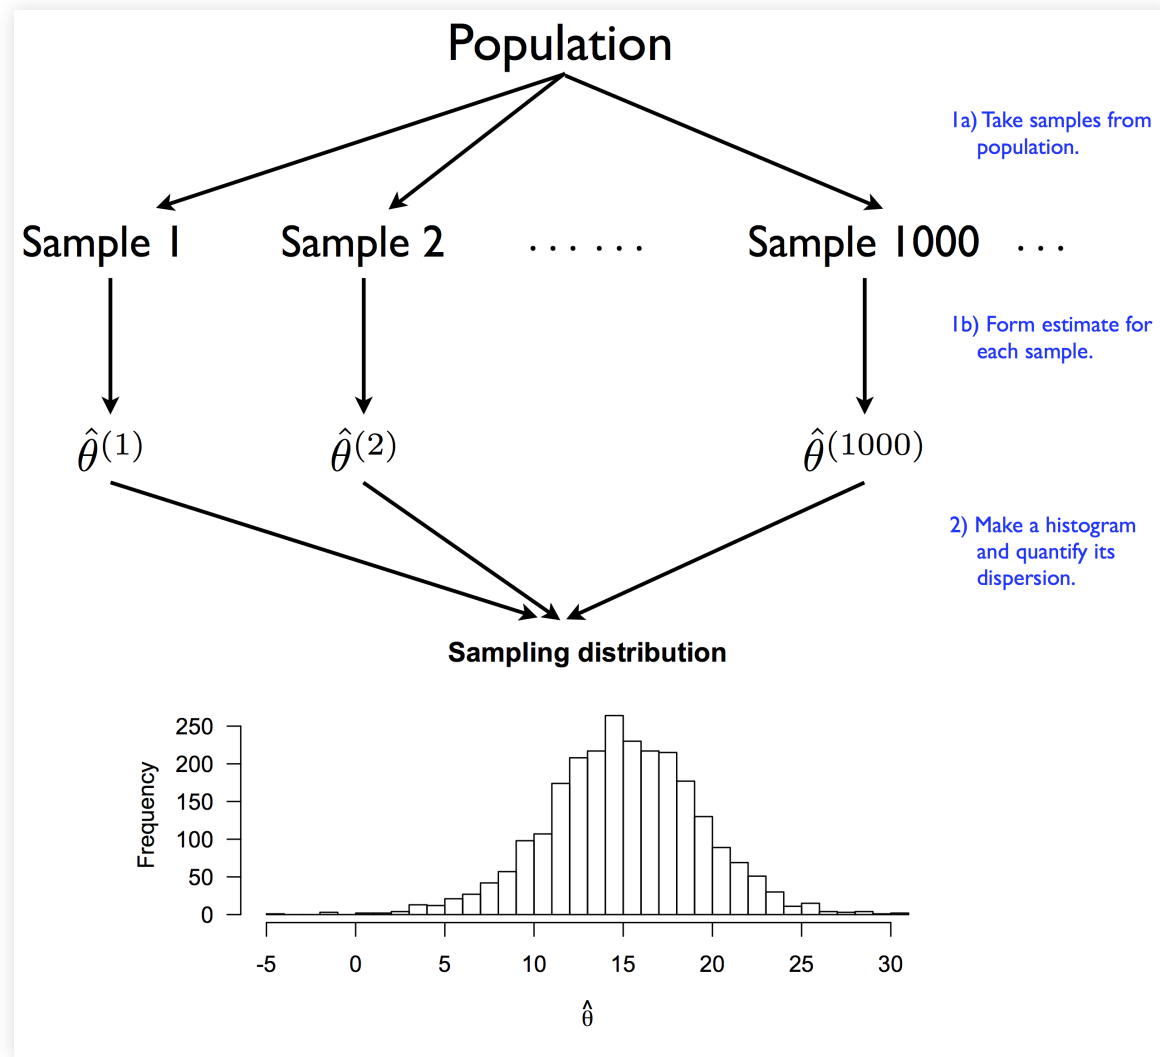 Population
1a) Take samples from
population.
Sample 1
Sample 2
......
Sample 1000
...
1b) Form estimate for
each sample.
θ̂(1)
θ̂(2)
θ̂(1000)
2) Make a histogram
and quantify its
dispersion.
Sampling distribution
Frequency
250
200
150
100
50
0
-5 0 5 10 15 20 25 30
θ̂